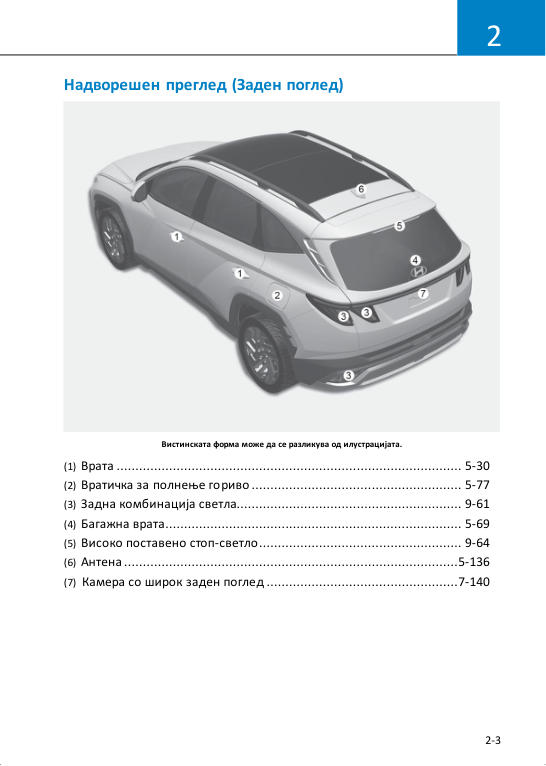 2
Надворешен преглед (Заден поглед)
6
5
1
4
1
2
7
3
3
3
Вистинската форма може да се разликува од илустрацијата.
(1) Врата ........................................................................................... 5-30
(2) Вратичка за полнење гориво ........................................................ 5-77
(3) Задна комбинација светла............................................................ 9-61
(4) Багажна врата............................................................................... 5-69
(5) Високо поставено стоп-светло...................................................... 9-64
(6) Антена .........................................................................................5-136
(7) Камера со широк заден поглед ...................................................7-140
2-3